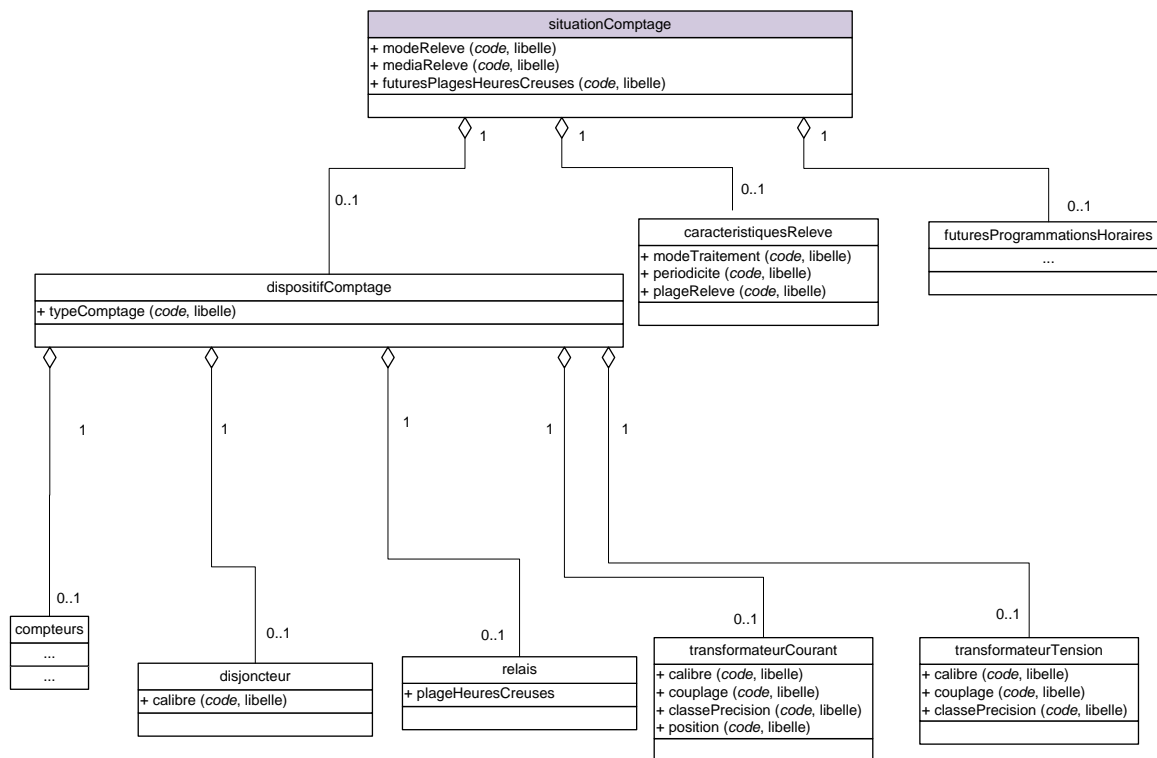 situationComptage
+ modeReleve (code, libelle)
+ mediaReleve (code, libelle)
+ futuresPlagesHeuresCreuses (code, libelle)
1
1
1
0..1
0..1
0..1
caracteristiquesReleve
+ modeTraitement (code, libelle)
+ periodicite (code, libelle)
+ plageReleve (code, libelle)
futuresProgrammationsHoraires
...
dispositifComptage
+ typeComptage (code, libelle)
1
1
1
1
1
0..1
0..1
0..1
0..1
0..1
compteurs
...
...
disjoncteur
+ calibre (code, libelle)
relais
+ plageHeuresCreuses
transformateurCourant
+ calibre (code, libelle)
+ couplage (code, libelle)
+ classePrecision (code, libelle)
+ position (code, libelle)
transformateurTension
+ calibre (code, libelle)
+ couplage (code, libelle)
+ classePrecision (code, libelle)